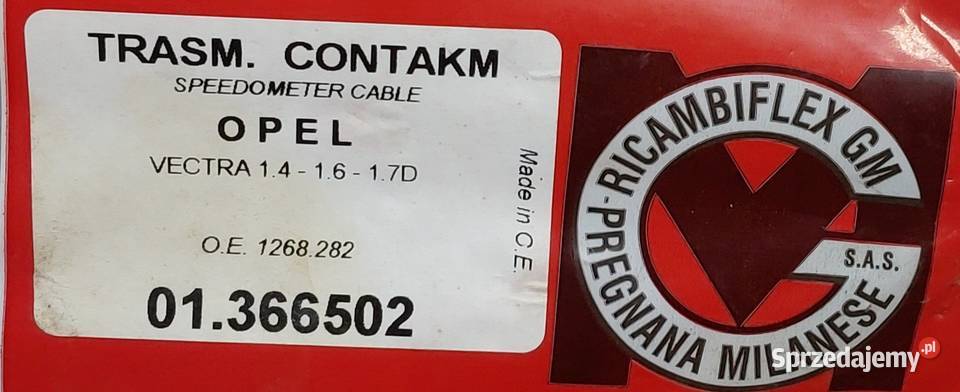 TRASM. CONTAKM
SPEEDOMETER CABLE
OPEL
VECTRA 1.4 - 1.6 - 1.7D
O.E. 1268.282
01.366502
Made in C.E.
RICAMBIFLEX GM
S.A.S.
-PREGNANA MILANESE
Sprzedajemy.pl